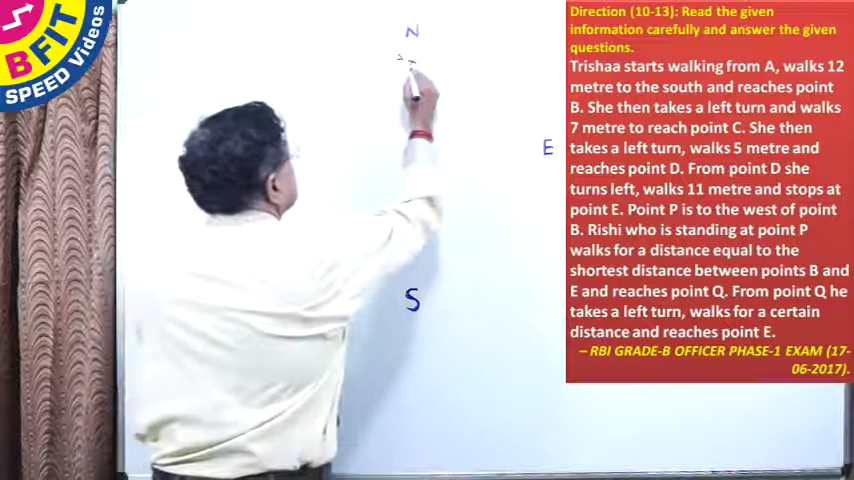 BFIT
SPEED Videos
N
E
S
Direction (10-13): Read the given
information carefully and answer the given
questions.
Trishaa starts walking from A, walks 12
metre to the south and reaches point
B. She then takes a left turn and walks
7 metre to reach point C. She then
takes a left turn, walks 5 metre and
reaches point D. From point D she
turns left, walks 11 metre and stops at
point E. Point P is to the west of point
B. Rishi who is standing at point P
walks for a distance equal to the
shortest distance between points B and
E and reaches point Q. From point Q he
takes a left turn, walks for a certain
distance and reaches point E.
– RBI GRADE-B OFFICER PHASE-1 EXAM (17-
06-2017).